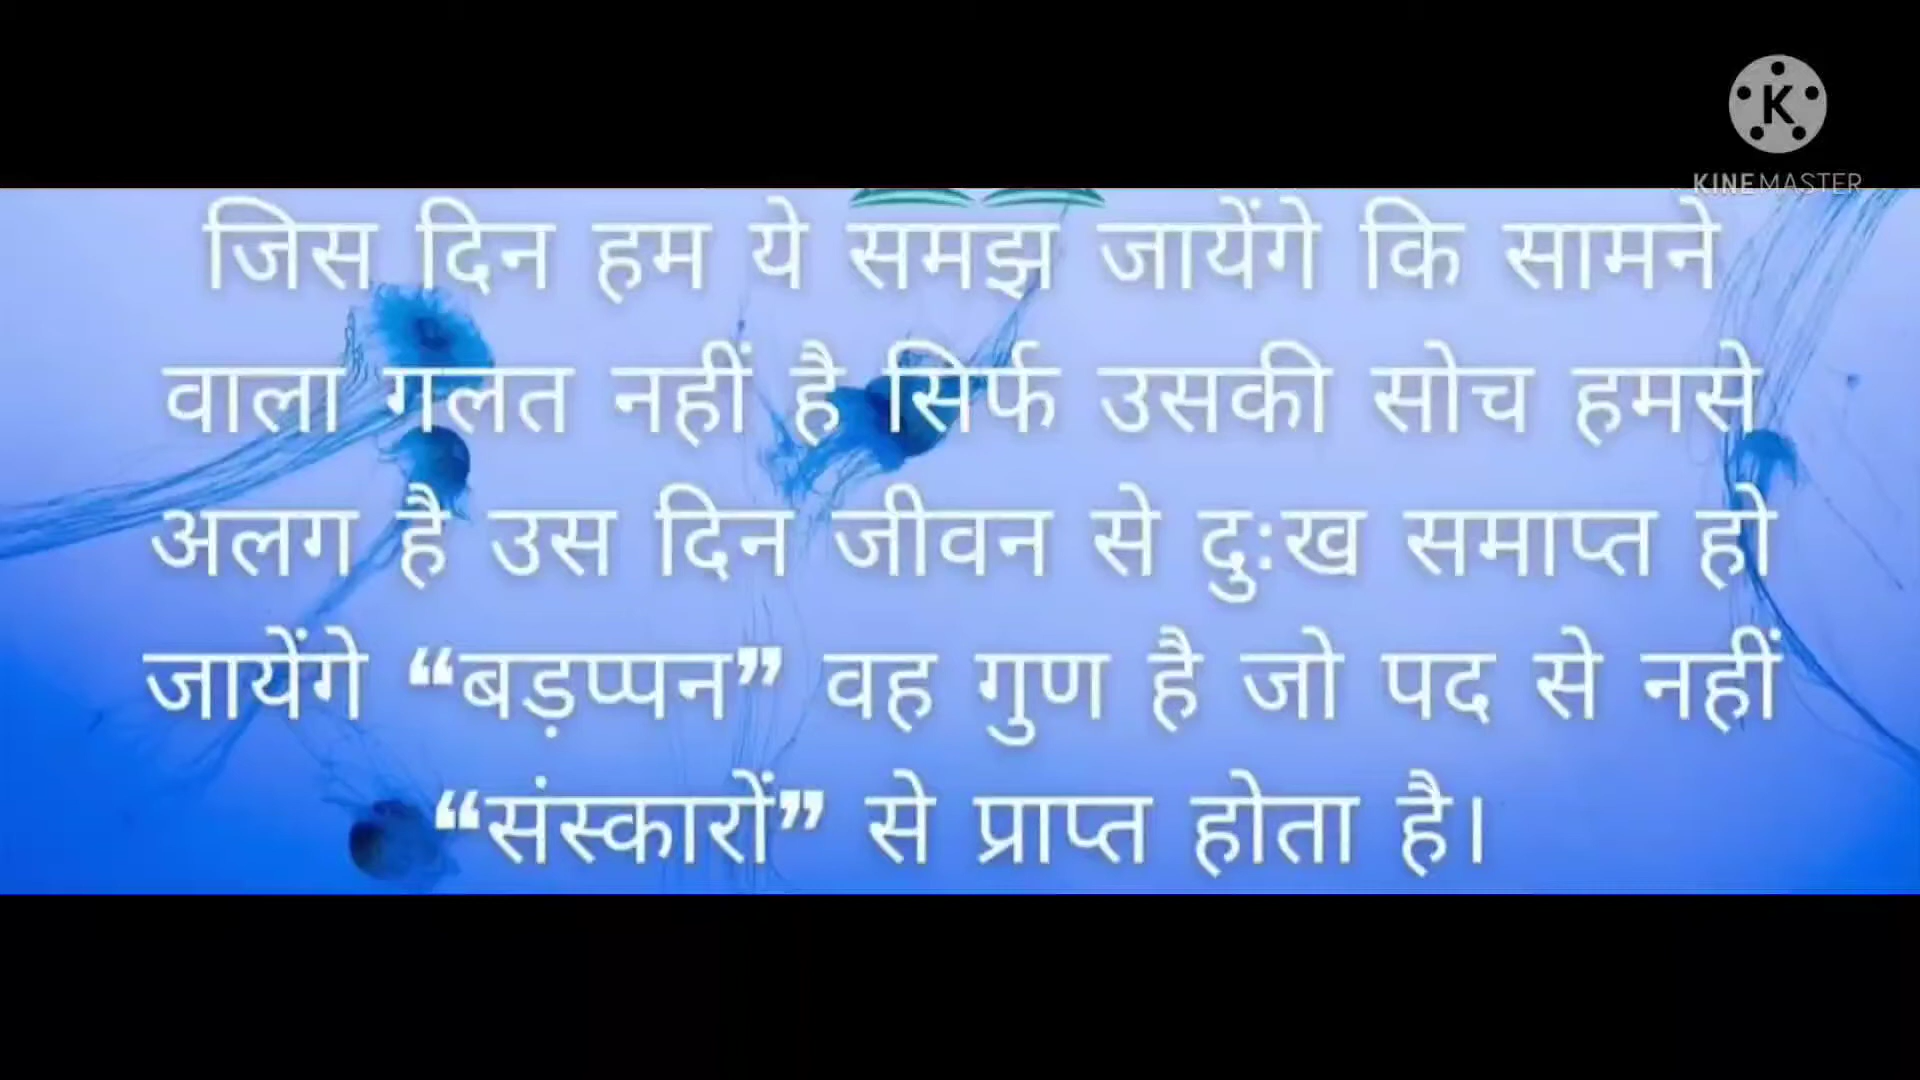 KINEMASTER
जिस दिन हम ये समझ जायेंगे कि सामने
वाला गलत नहीं है सिर्फ उसकी सोच हमसे
अलग है उस दिन जीवन से दुःख समाप्त हो
जायेंगे “बड़प्पन” वह गुण है जो पद से नहीं
“संस्कारों” से प्राप्त होता है।